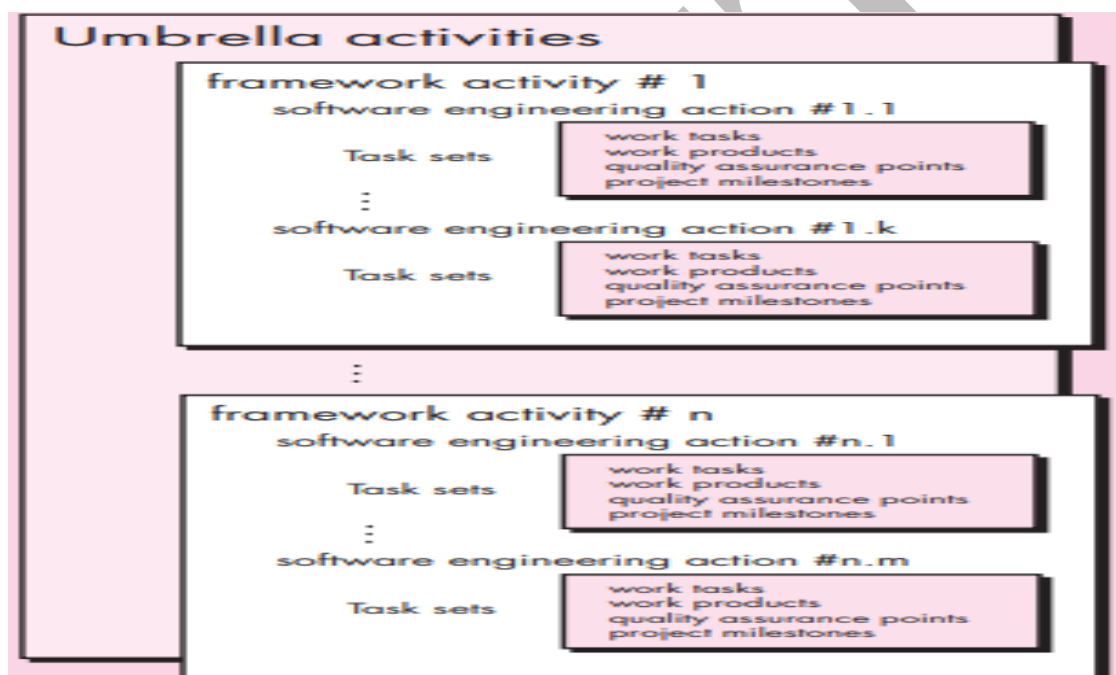 Umbrella activities
framework activity # 1
software engineering action #1.1
Task sets
work tasks
work products
quality assurance points
project milestones
⋮
software engineering action #1.k
Task sets
work tasks
work products
quality assurance points
project milestones
⋮
framework activity # n
software engineering action #n.1
Task sets
work tasks
work products
quality assurance points
project milestones
⋮
software engineering action #n.m
Task sets
work tasks
work products
quality assurance points
project milestones